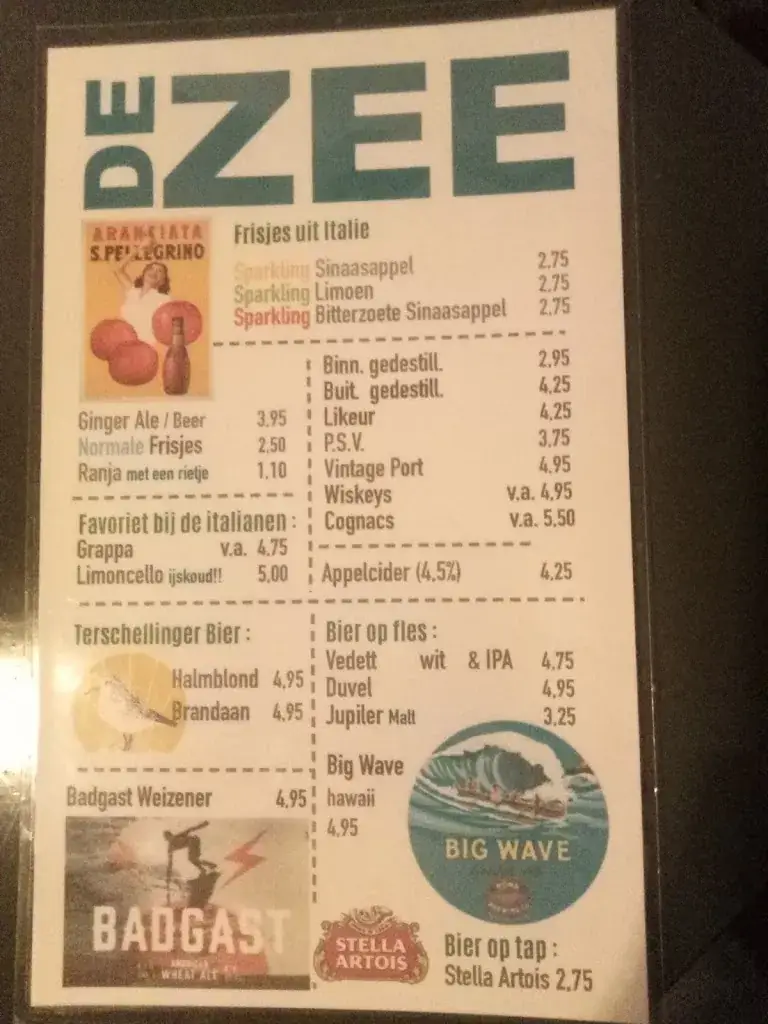 DE ZEE
ARANCIATA
S.PELLEGRINO
Frisjes uit Italie
Sparkling Sinaasappel 2,75
Sparkling Limoen 2,75
Sparkling Bitterzoete Sinaasappel 2,75
Ginger Ale / Beer 3,95
Normale Frisjes 2,50
Ranja met een rietje 1,10
Favoriet bij de italianen :
Grappa v.a. 4,75
Limoncello ijskoud!! 5,00
Binn. gedestill. 2,95
Buit. gedestill. 4,25
Likeur 4,25
P.S.V. 3,75
Vintage Port 4,95
Wiskeys v.a. 4,95
Cognacs v.a. 5,50
Appelcider (4.5%) 4,25
Terschellinger Bier :
Halmblond 4,95
Brandaan 4,95
Badgast Weizener 4,95
BADGAST
AMERICAN
WHEAT ALE
Bier op fles :
Vedett wit & IPA 4,75
Duvel 4,95
Jupiler Malt 3,25
Big Wave
hawaii
4,95
BIG WAVE
KONA
BREWING CO.
STELLA
ARTOIS
Bier op tap :
Stella Artois 2,75